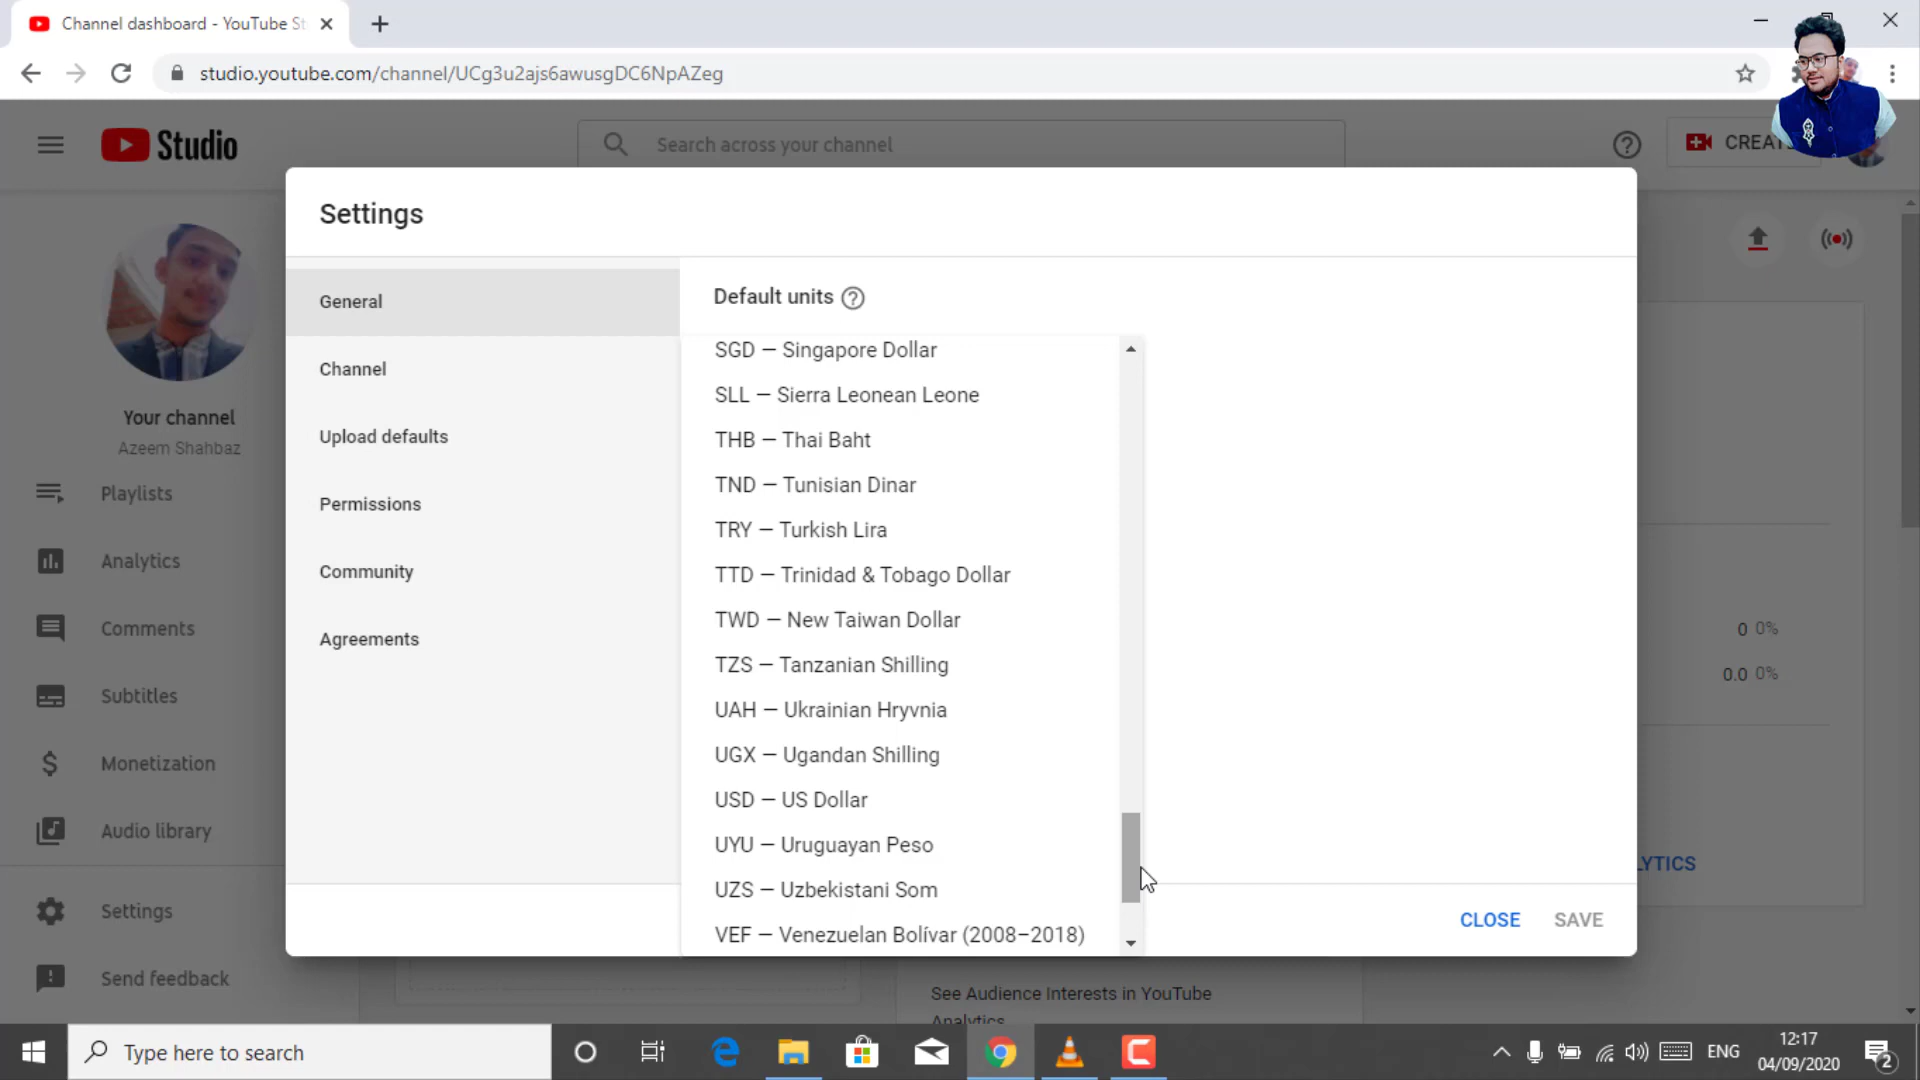 Channel dashboard - YouTube St
studio.youtube.com/channel/UCg3u2ajs6awusgDC6NpAZeg
Studio
Search across your channel
CREATE
Settings
General
Channel
Upload defaults
Permissions
Community
Agreements
Default units
SGD – Singapore Dollar
SLL – Sierra Leonean Leone
THB – Thai Baht
TND – Tunisian Dinar
TRY – Turkish Lira
TTD – Trinidad & Tobago Dollar
TWD – New Taiwan Dollar
TZS – Tanzanian Shilling
UAH – Ukrainian Hryvnia
UGX – Ugandan Shilling
USD – US Dollar
UYU – Uruguayan Peso
UZS – Uzbekistani Som
VEF – Venezuelan Bolívar (2008–2018)
CLOSE
SAVE
Your channel
Azeem Shahbaz
Playlists
Analytics
Comments
Subtitles
Monetization
Audio library
Settings
Send feedback
0 0%
0.0 0%
LYTICS
See Audience Interests in YouTube
Analytics
Type here to search
ENG
12:17
04/09/2020
2